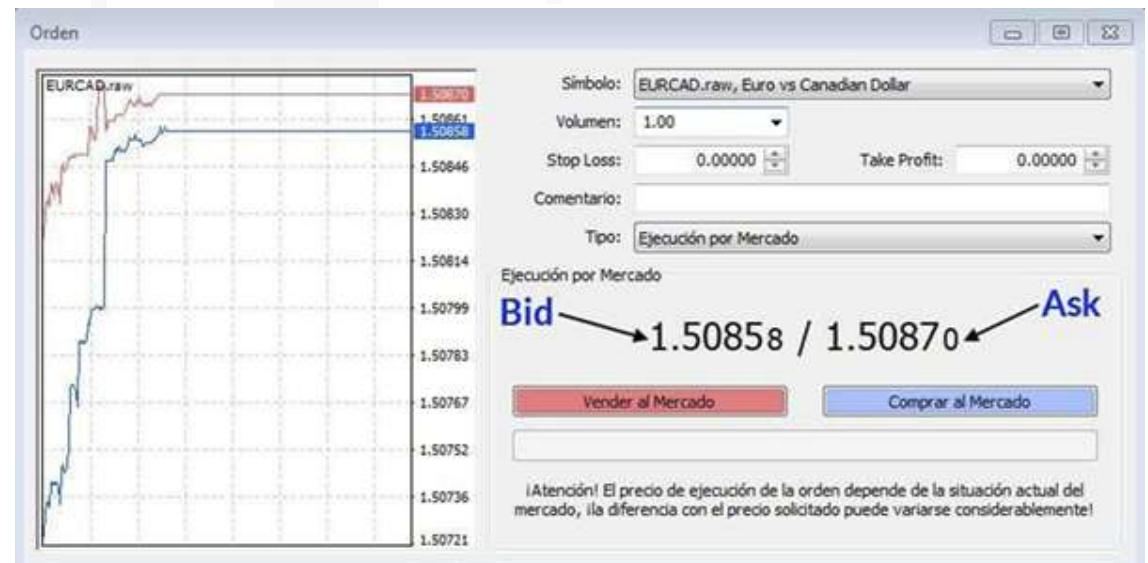 Orden
EURCAD.raw
1.50870
1.50861
1.50858
1.50846
1.50830
1.50814
1.50799
1.50783
1.50767
1.50752
1.50736
1.50721
Símbolo: EURCAD.raw, Euro vs Canadian Dollar
Volumen: 1.00
Stop Loss: 0.00000 Take Profit: 0.00000
Comentario:
Tipo: Ejecución por Mercado
Ejecución por Mercado
Bid Ask
1.50858 / 1.50870
Vender al Mercado Comprar al Mercado
¡Atención! El precio de ejecución de la orden depende de la situación actual del
mercado, ¡la diferencia con el precio solicitado puede variarse considerablemente!